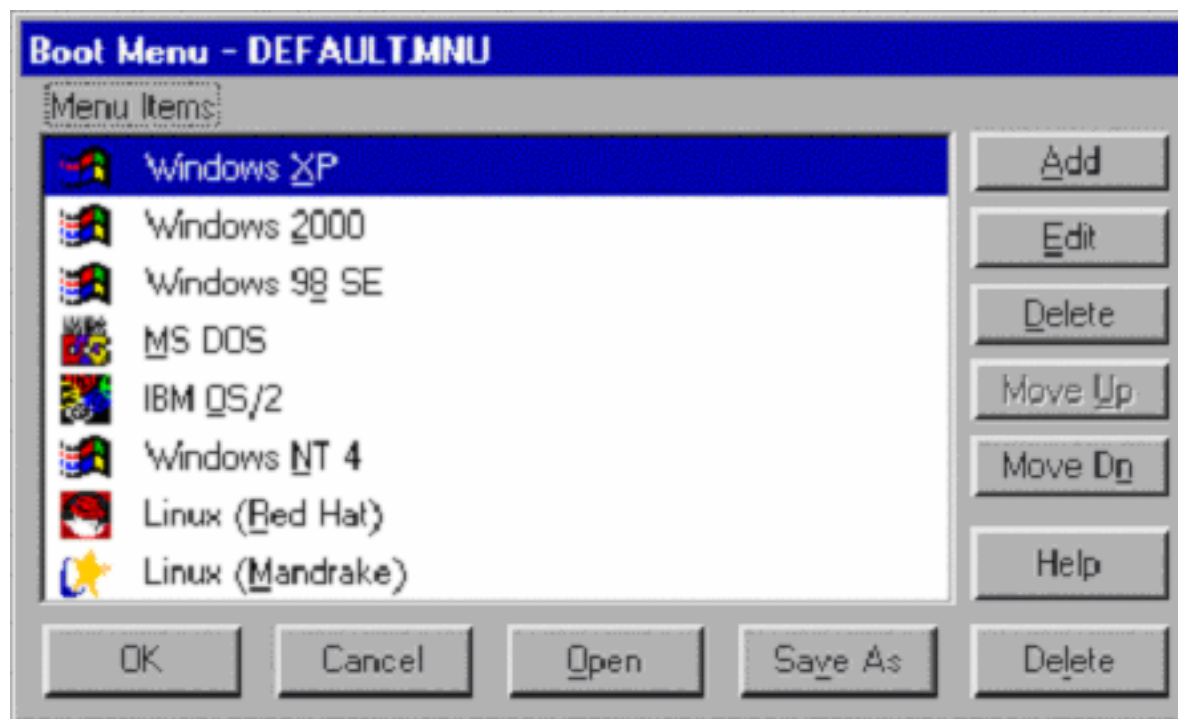 Boot Menu - DEFAULT.MNU
Menu Items
Windows XP
Windows 2000
Windows 98 SE
MS DOS
IBM OS/2
Windows NT 4
Linux (Red Hat)
Linux (Mandrake)
Add
Edit
Delete
Move Up
Move Dn
Help
OK Cancel Open Save As Delete